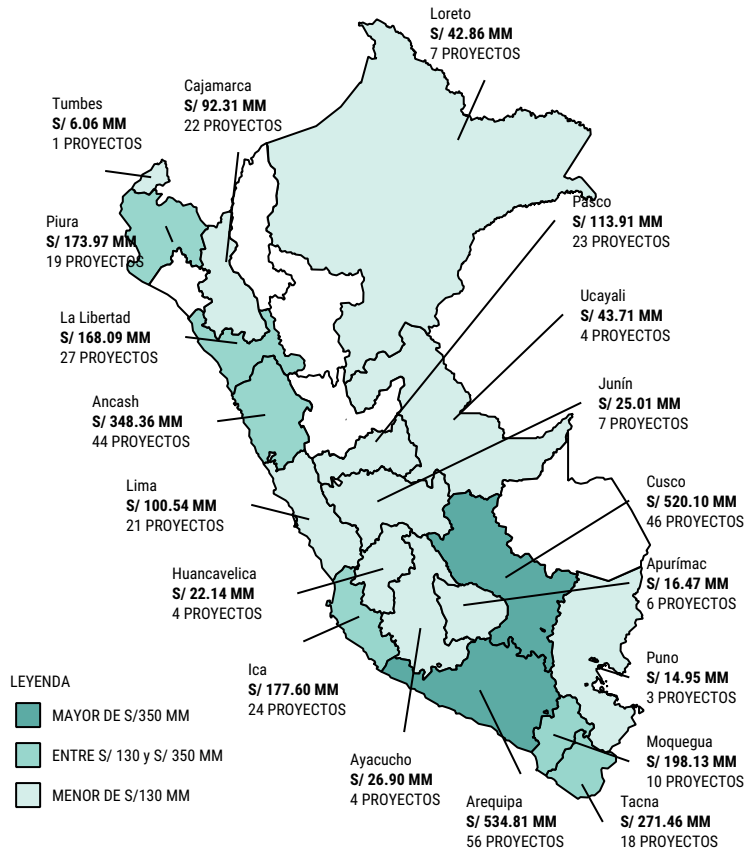 Loreto
S/ 42.86 MM
7 PROYECTOS
Cajamarca
S/ 92.31 MM
22 PROYECTOS
Tumbes
S/ 6.06 MM
1 PROYECTOS
Pasco
S/ 113.91 MM
23 PROYECTOS
Piura
S/ 173.97 MM
19 PROYECTOS
Ucayali
S/ 43.71 MM
4 PROYECTOS
La Libertad
S/ 168.09 MM
27 PROYECTOS
Junín
S/ 25.01 MM
7 PROYECTOS
Ancash
S/ 348.36 MM
44 PROYECTOS
Cusco
S/ 520.10 MM
46 PROYECTOS
Lima
S/ 100.54 MM
21 PROYECTOS
Apurímac
S/ 16.47 MM
6 PROYECTOS
Huancavelica
S/ 22.14 MM
4 PROYECTOS
Puno
S/ 14.95 MM
3 PROYECTOS
Ica
S/ 177.60 MM
24 PROYECTOS
Moquegua
S/ 198.13 MM
10 PROYECTOS
Ayacucho
S/ 26.90 MM
4 PROYECTOS
Arequipa
S/ 534.81 MM
56 PROYECTOS
Tacna
S/ 271.46 MM
18 PROYECTOS
LEYENDA
MAYOR DE S/350 MM
ENTRE S/ 130 y S/ 350 MM
MENOR DE S/130 MM